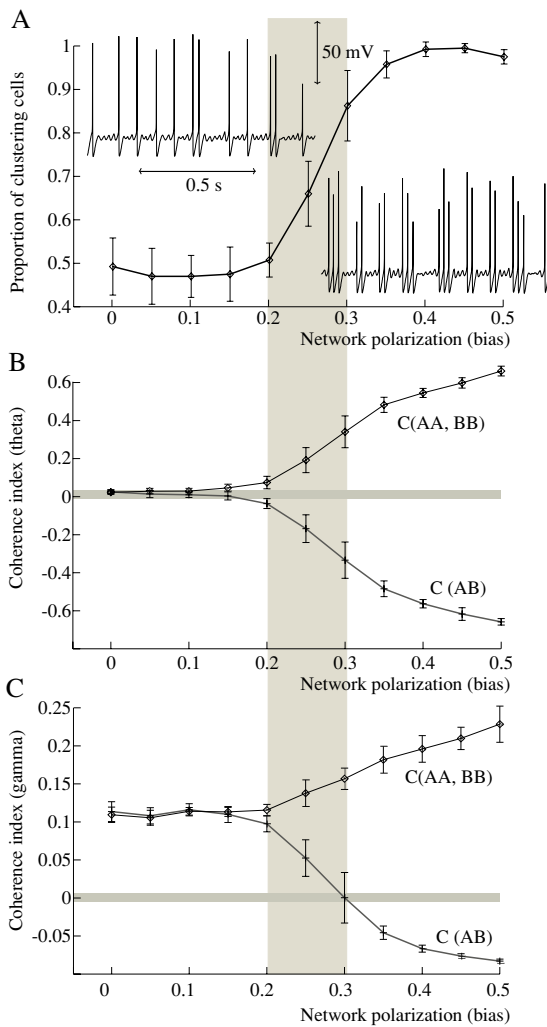 A
Proportion of clustering cells
1
0.9
0.8
0.7
0.6
0.5
0.4
50 mV
0.5 s
0 0.1 0.2 0.3 0.4 0.5
Network polarization (bias)
B
Coherence index (theta)
0.6
0.4
0.2
0
-0.2
-0.4
-0.6
C(AA, BB)
C (AB)
0 0.1 0.2 0.3 0.4 0.5
Network polarization (bias)
C
Coherence index (gamma)
0.25
0.20
0.15
0.1
0.05
0
-0.05
C(AA, BB)
C (AB)
0 0.1 0.2 0.3 0.4 0.5
Network polarization (bias)